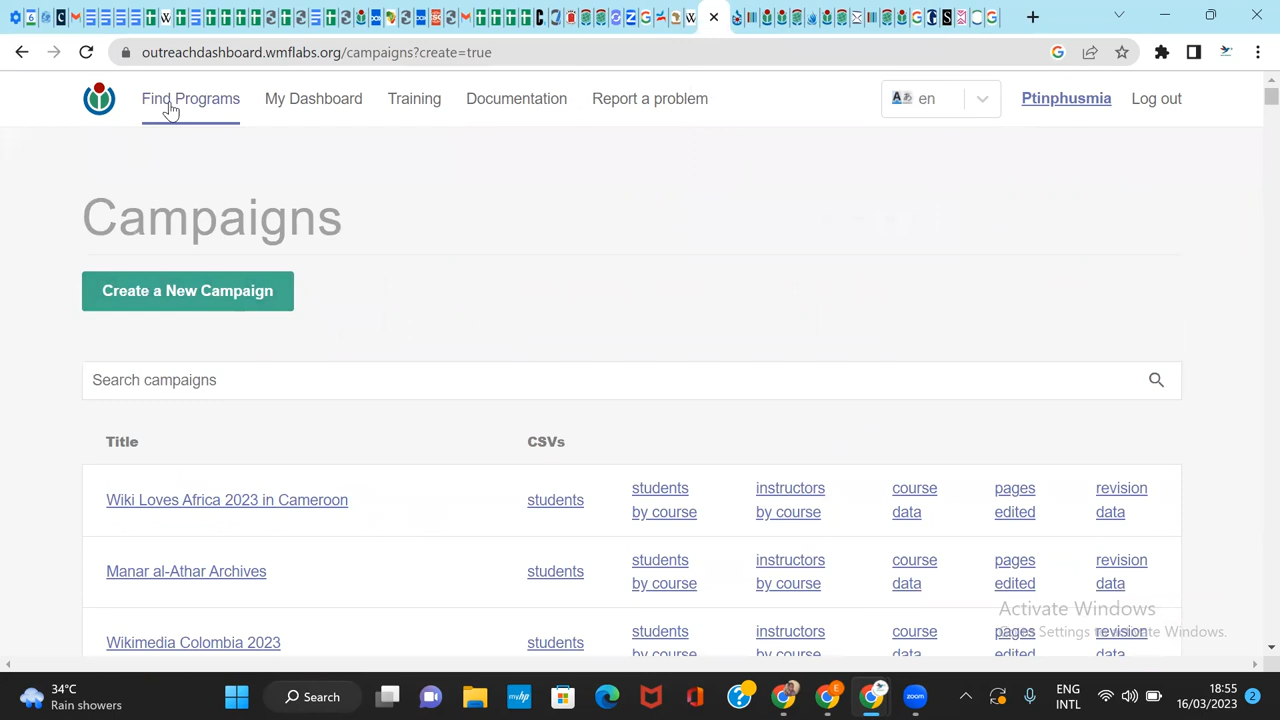 outreachdashboard.wmflabs.org/campaigns?create=true
Find Programs My Dashboard Training Documentation Report a problem en Ptinphusmia Log out
Campaigns
Create a New Campaign
Search campaigns
Title CSVs
Wiki Loves Africa 2023 in Cameroon students students by course instructors by course course data pages edited revision data
Manar al-Athar Archives students students by course instructors by course course data pages edited revision data
Wikimedia Colombia 2023 students students by course instructors by course course data pages edited revision data
Activate Windows
Go to Settings to activate Windows.
34°C
Rain showers
Search
myhp
zoom
ENG
INTL
18:55
16/03/2023
2